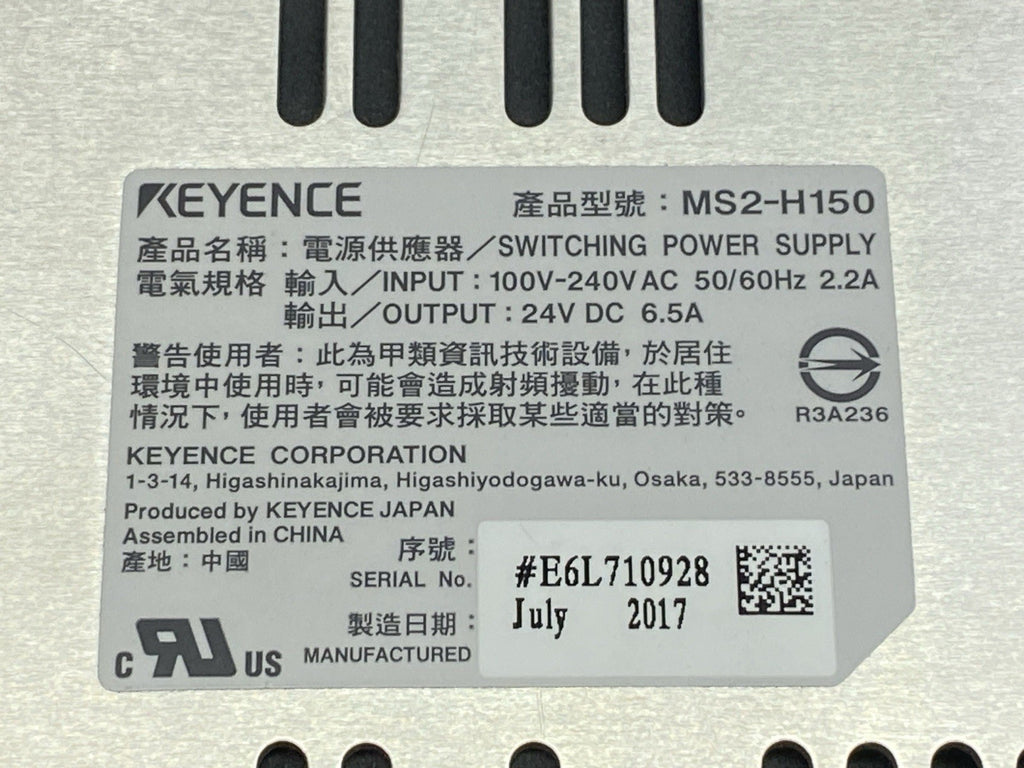 KEYENCE 產品型號：MS2-H150
產品名稱：電源供應器／SWITCHING POWER SUPPLY
電氣規格 輸入／INPUT：100V-240V AC 50/60Hz 2.2A
輸出／OUTPUT：24V DC 6.5A
警告使用者：此為甲類資訊技術設備，於居住
環境中使用時，可能會造成射頻擾動，在此種
情況下，使用者會被要求採取某些適當的對策。
R3A236
KEYENCE CORPORATION
1-3-14, Higashinakajima, Higashiyodogawa-ku, Osaka, 533-8555, Japan
Produced by KEYENCE JAPAN
Assembled in CHINA
產地：中國
序號：
SERIAL No.
#E6L710928
製造日期：
MANUFACTURED
July 2017
C RU US